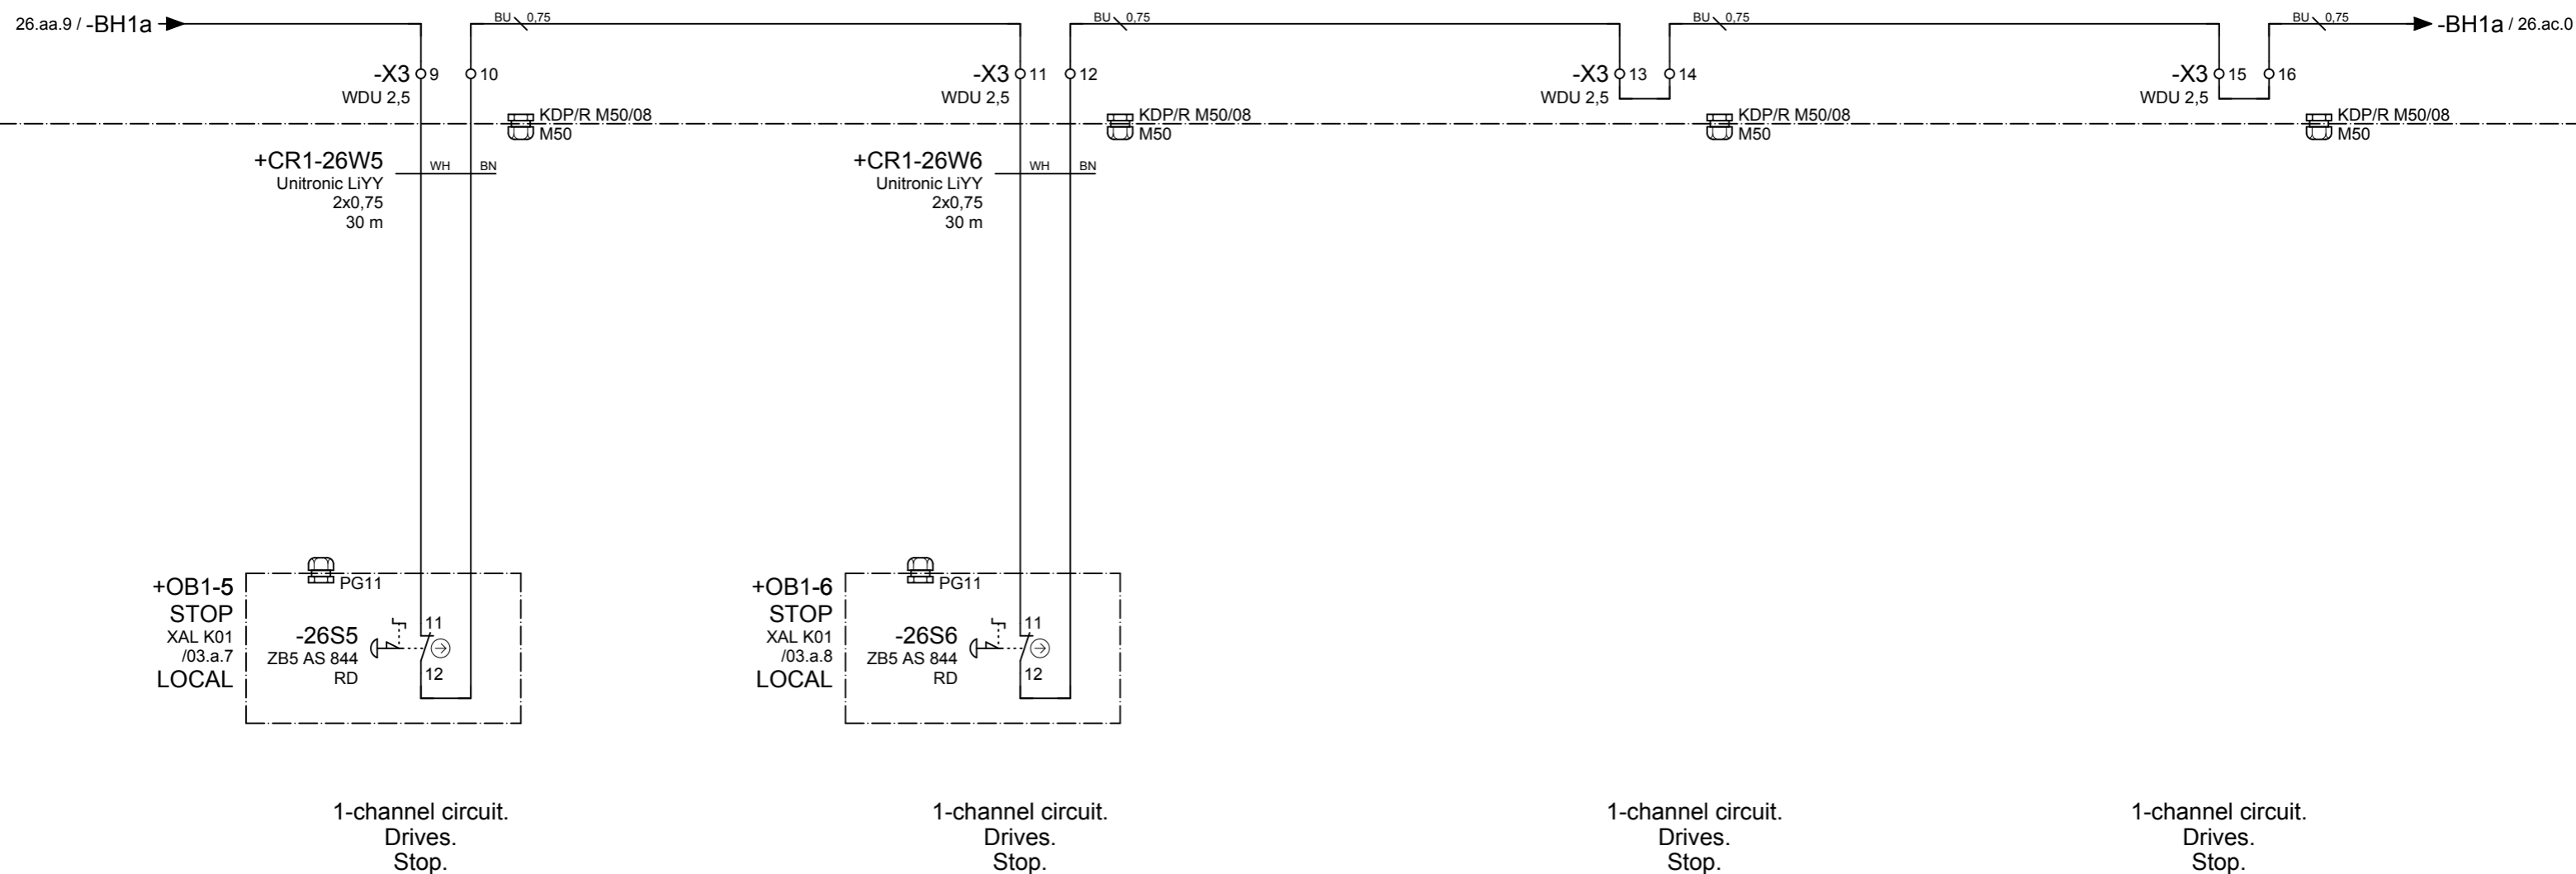 26.aa.9 / -BH1a
BU 0,75
BU 0,75
BU 0,75
BU 0,75
-BH1a / 26.ac.0
-X3 9 10
WDU 2,5
-X3 11 12
WDU 2,5
-X3 13 14
WDU 2,5
-X3 15 16
WDU 2,5
KDP/R M50/08
M50
KDP/R M50/08
M50
KDP/R M50/08
M50
KDP/R M50/08
M50
+CR1-26W5
Unitronic LiYY
2x0,75
30 m
WH BN
+CR1-26W6
Unitronic LiYY
2x0,75
30 m
WH BN
+OB1-5
STOP
XAL K01
/03.a.7
LOCAL
PG11
-26S5
ZB5 AS 844
RD
11
12
+OB1-6
STOP
XAL K01
/03.a.8
LOCAL
PG11
-26S6
ZB5 AS 844
RD
11
12
1-channel circuit.
Drives.
Stop.
1-channel circuit.
Drives.
Stop.
1-channel circuit.
Drives.
Stop.
1-channel circuit.
Drives.
Stop.